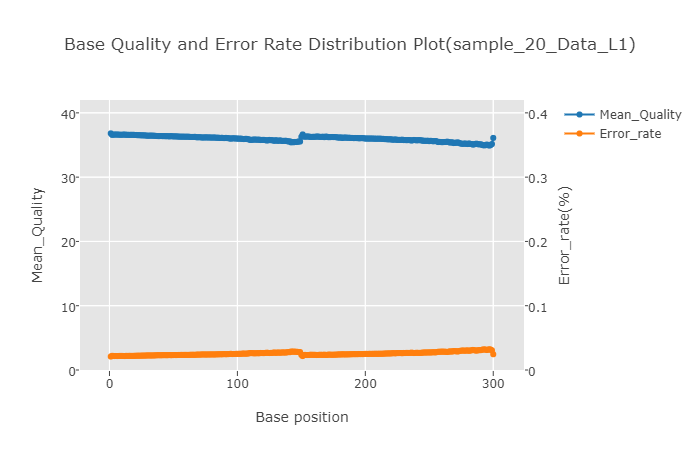 Base Quality and Error Rate Distribution Plot(sample_20_Data_L1)
Mean_Quality
Error_rate
40
30
20
10
0
0.4
0.3
0.2
0.1
0
Mean_Quality
Error_rate(%)
0 100 200 300
Base position